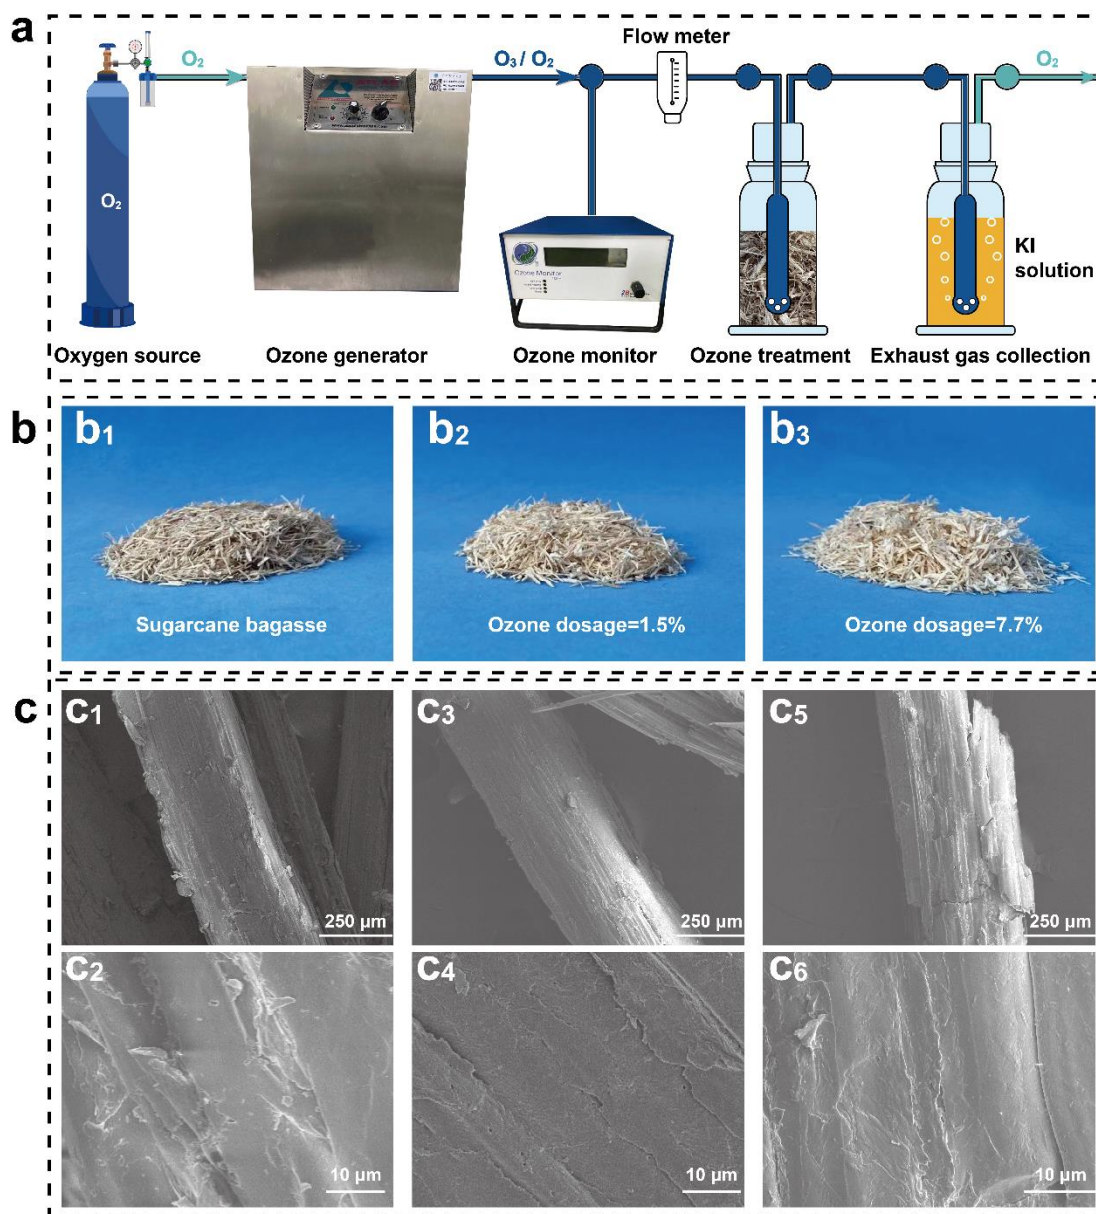 a
O₂
O₃ / O₂
Flow meter
O₂
O₂
Ozone Monitor
KI
solution
Oxygen source
Ozone generator
Ozone monitor
Ozone treatment
Exhaust gas collection
b
b₁
b₂
b₃
Sugarcane bagasse
Ozone dosage=1.5%
Ozone dosage=7.7%
c
c₁
c₃
c₅
250 μm
250 μm
250 μm
c₂
c₄
c₆
10 μm
10 μm
10 μm